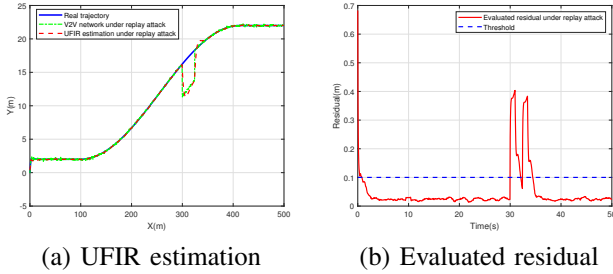 Real trajectory
V2V network under replay attack
UFIR estimation under replay attack
Y(m)
25
20
15
10
5
0
-5
0
100
200
300
400
500
X(m)
(a) UFIR estimation
Evaluated residual under replay attack
Threshold
Residual(m)
0.7
0.6
0.5
0.4
0.3
0.2
0.1
0
0
10
20
30
40
50
Time(s)
(b) Evaluated residual